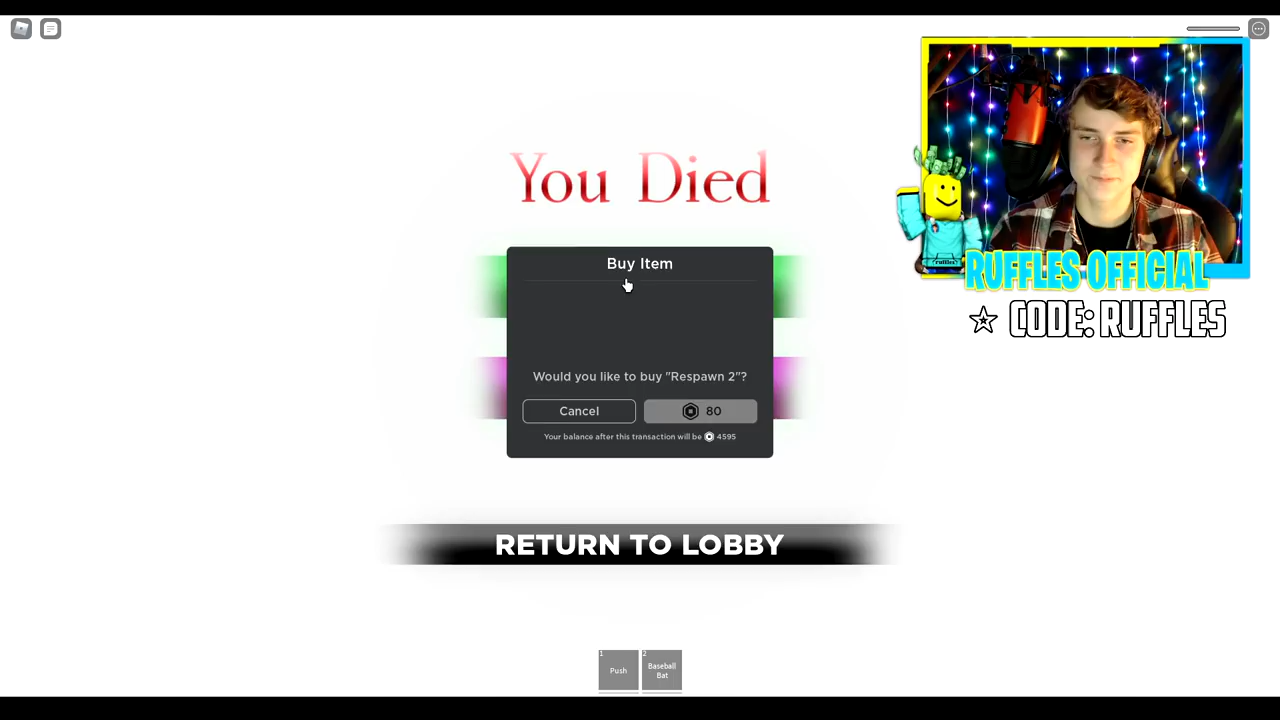 You Died
Buy Item
Would you like to buy "Respawn 2"?
Cancel
80
Your balance after this transaction will be 4595
RETURN TO LOBBY
1
Push
2
Baseball
Bat
RUFFLES OFFICIAL
CODE: RUFFLES